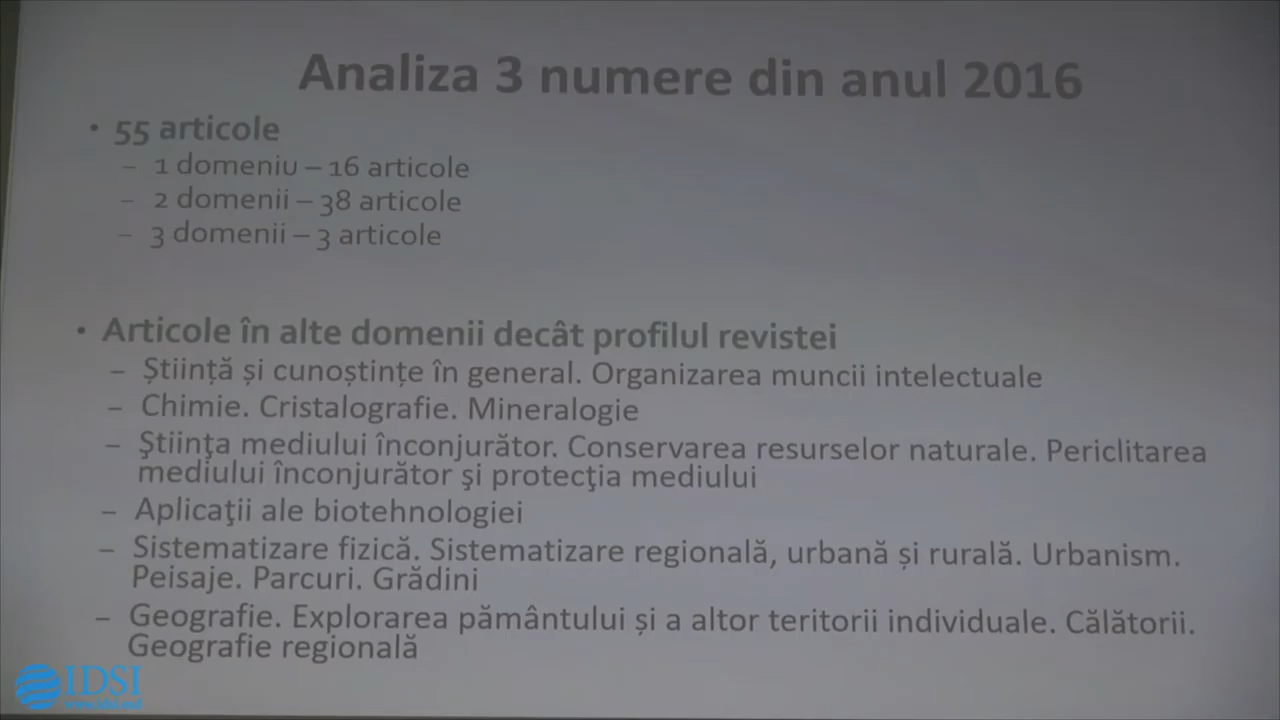 Analiza 3 numere din anul 2016
• 55 articole
– 1 domeniu – 16 articole
– 2 domenii – 38 articole
– 3 domenii – 3 articole
• Articole în alte domenii decât profilul revistei
– Știință și cunoștințe în general. Organizarea muncii intelectuale
– Chimie. Cristalografie. Mineralogie
– Ştiinţa mediului înconjurător. Conservarea resurselor naturale. Periclitarea
mediului înconjurător şi protecţia mediului
– Aplicaţii ale biotehnologiei
– Sistematizare fizică. Sistematizare regională, urbană și rurală. Urbanism.
Peisaje. Parcuri. Grădini
– Geografie. Explorarea pământului și a altor teritorii individuale. Călătorii.
Geografie regională
IDSI
www.idsi.md